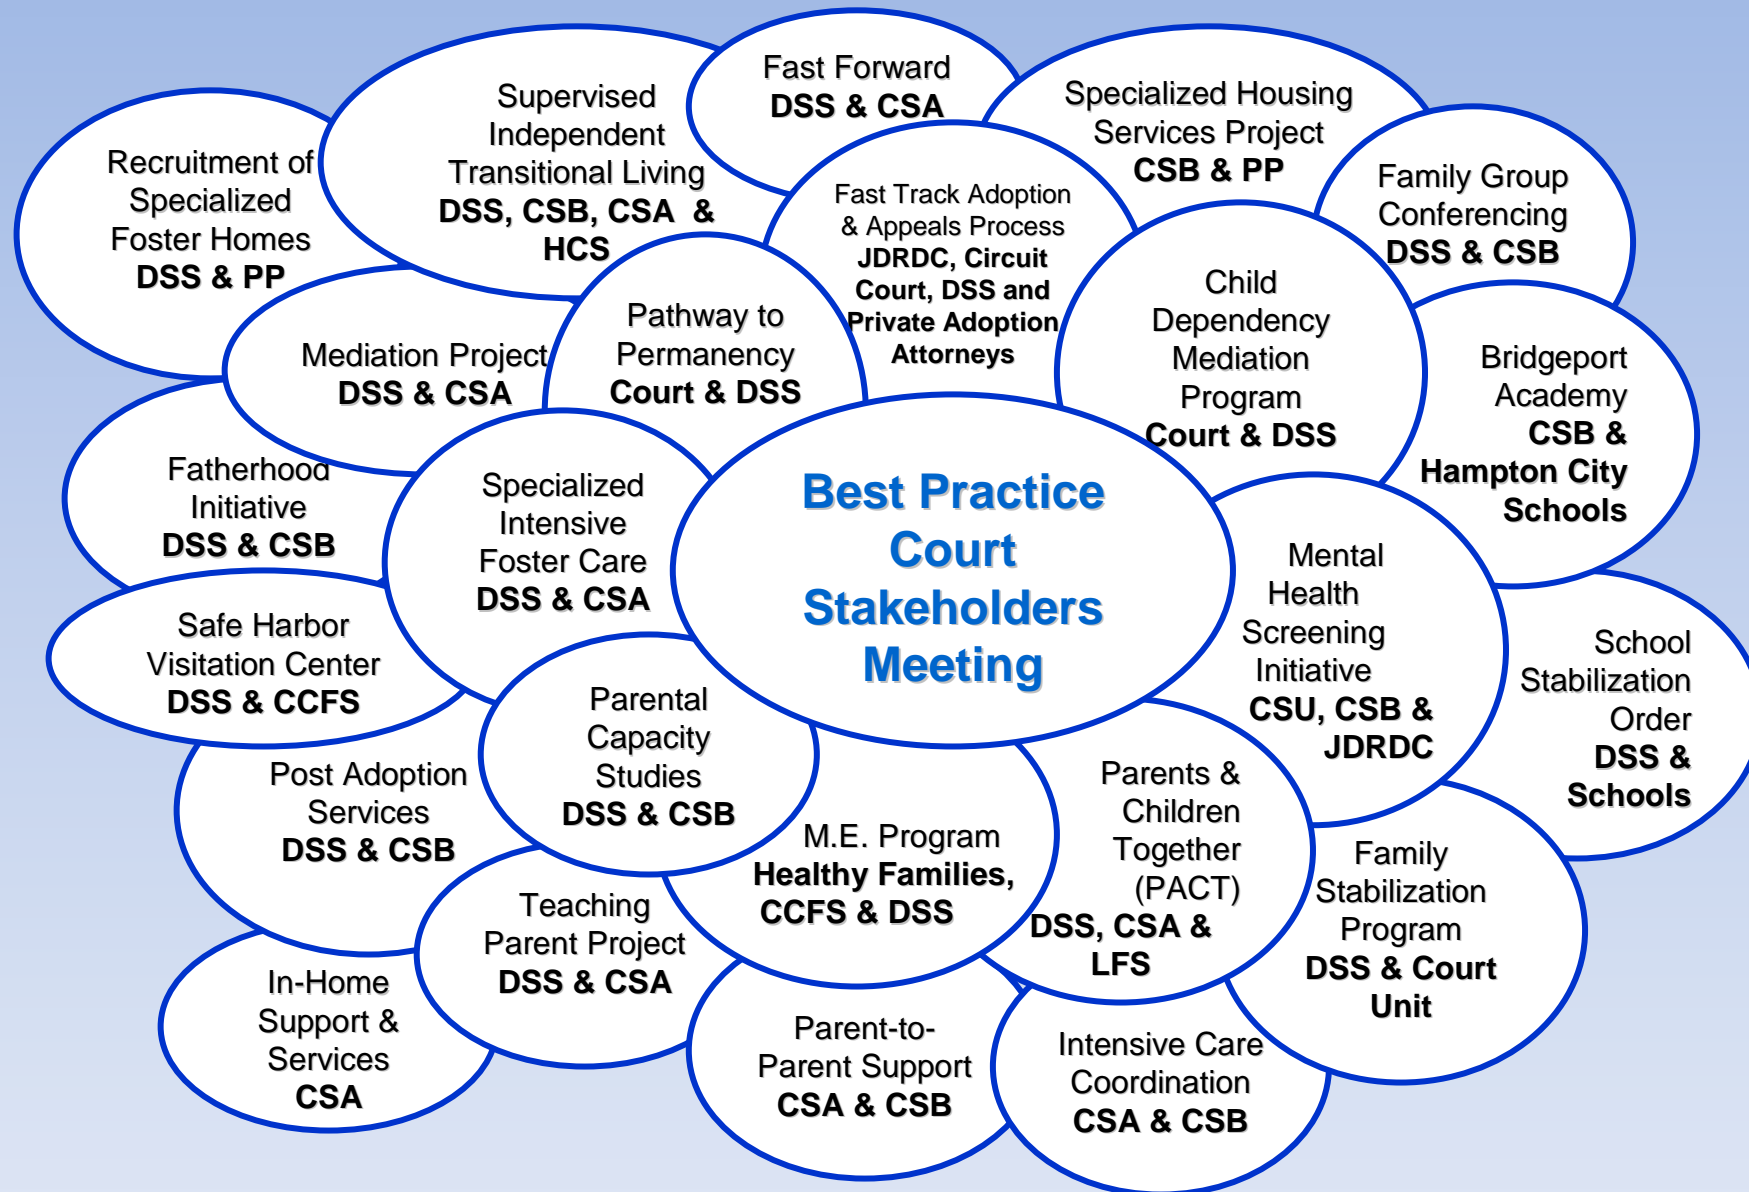 Fast Forward
DSS & CSA
Supervised
Independent
Transitional Living
DSS, CSB, CSA &
HCS
Specialized Housing
Services Project
CSB & PP
Recruitment of
Specialized
Foster Homes
DSS & PP
Fast Track Adoption
& Appeals Process
JDRDC, Circuit
Court, DSS and
Private Adoption
Attorneys
Family Group
Conferencing
DSS & CSB
Child
Dependency
Mediation
Program
Court & DSS
Pathway to
Permanency
Court & DSS
Mediation Project
DSS & CSA
Bridgeport
Academy
CSB &
Hampton City
Schools
Fatherhood
Initiative
DSS & CSB
Specialized
Intensive
Foster Care
DSS & CSA
Best Practice
Court
Stakeholders
Meeting
Mental
Health
Screening
Initiative
CSU, CSB &
JDRDC
Safe Harbor
Visitation Center
DSS & CCFS
School
Stabilization
Order
DSS &
Schools
Parental
Capacity
Studies
DSS & CSB
Post Adoption
Services
DSS & CSB
M.E. Program
Healthy Families,
CCFS & DSS
Parents &
Children
Together
(PACT)
DSS, CSA &
LFS
Family
Stabilization
Program
DSS & Court
Unit
Teaching
Parent Project
DSS & CSA
In-Home
Support &
Services
CSA
Parent-to-
Parent Support
CSA & CSB
Intensive Care
Coordination
CSA & CSB